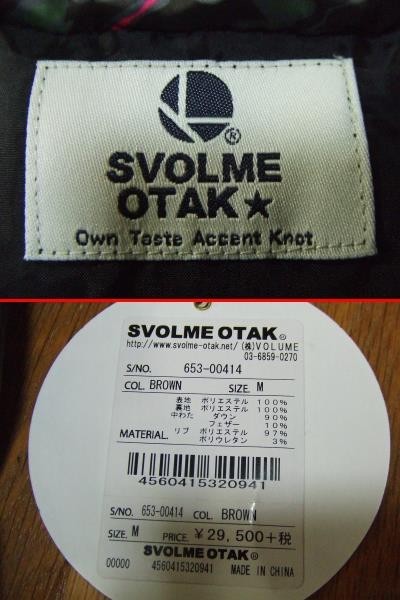 ®
SVOLME
OTAK★
Own Taste Accent Knot
SVOLME OTAK®
http://www.svolme-otak.net/ (株)VOLUME
03-6859-0270
S/NO. 653-00414
COL. BROWN SIZE. M
表地 ポリエステル 100%
裏地 ポリエステル 100%
中わた ダウン 90%
フェザー 10%
MATERIAL. リブ ポリエステル 97%
ポリウレタン 3%
4560415320941
S/NO. 653-00414 COL. BROWN
SIZE. M PRICE. ¥29,500+税
SVOLME OTAK®
00000 4560415320941 MADE IN CHINA